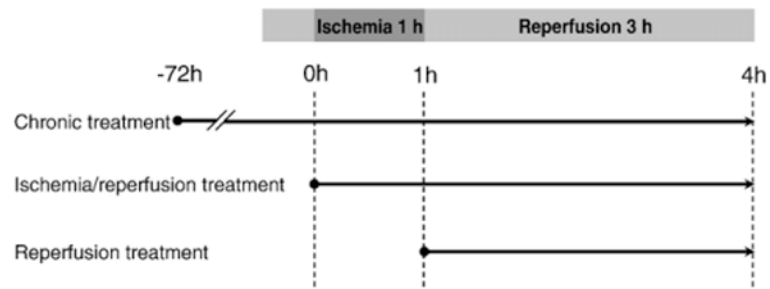 Ischemia 1 h Reperfusion 3 h
-72h 0h 1h 4h
Chronic treatment
Ischemia/reperfusion treatment
Reperfusion treatment